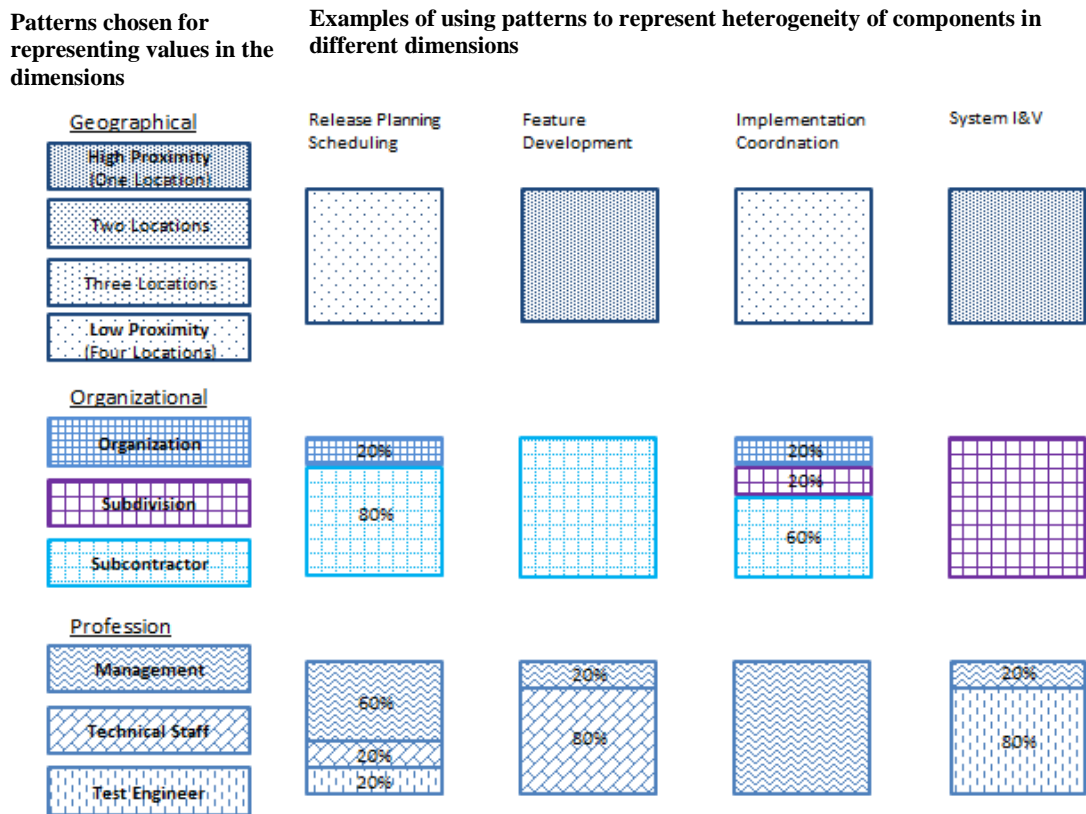 Patterns chosen for
representing values in the
dimensions
Examples of using patterns to represent heterogeneity of components in
different dimensions
Geographical
High Proximity
(One Location)
Two Locations
Three Locations
Low Proximity
(Four Locations)
Release Planning
Scheduling
Feature
Development
Implementation
Coordnation
System I&V
Organizational
Organization
Subdivision
Subcontractor
20%
80%
20%
20%
60%
Profession
Management
Technical Staff
Test Engineer
60%
20%
20%
20%
80%
20%
80%